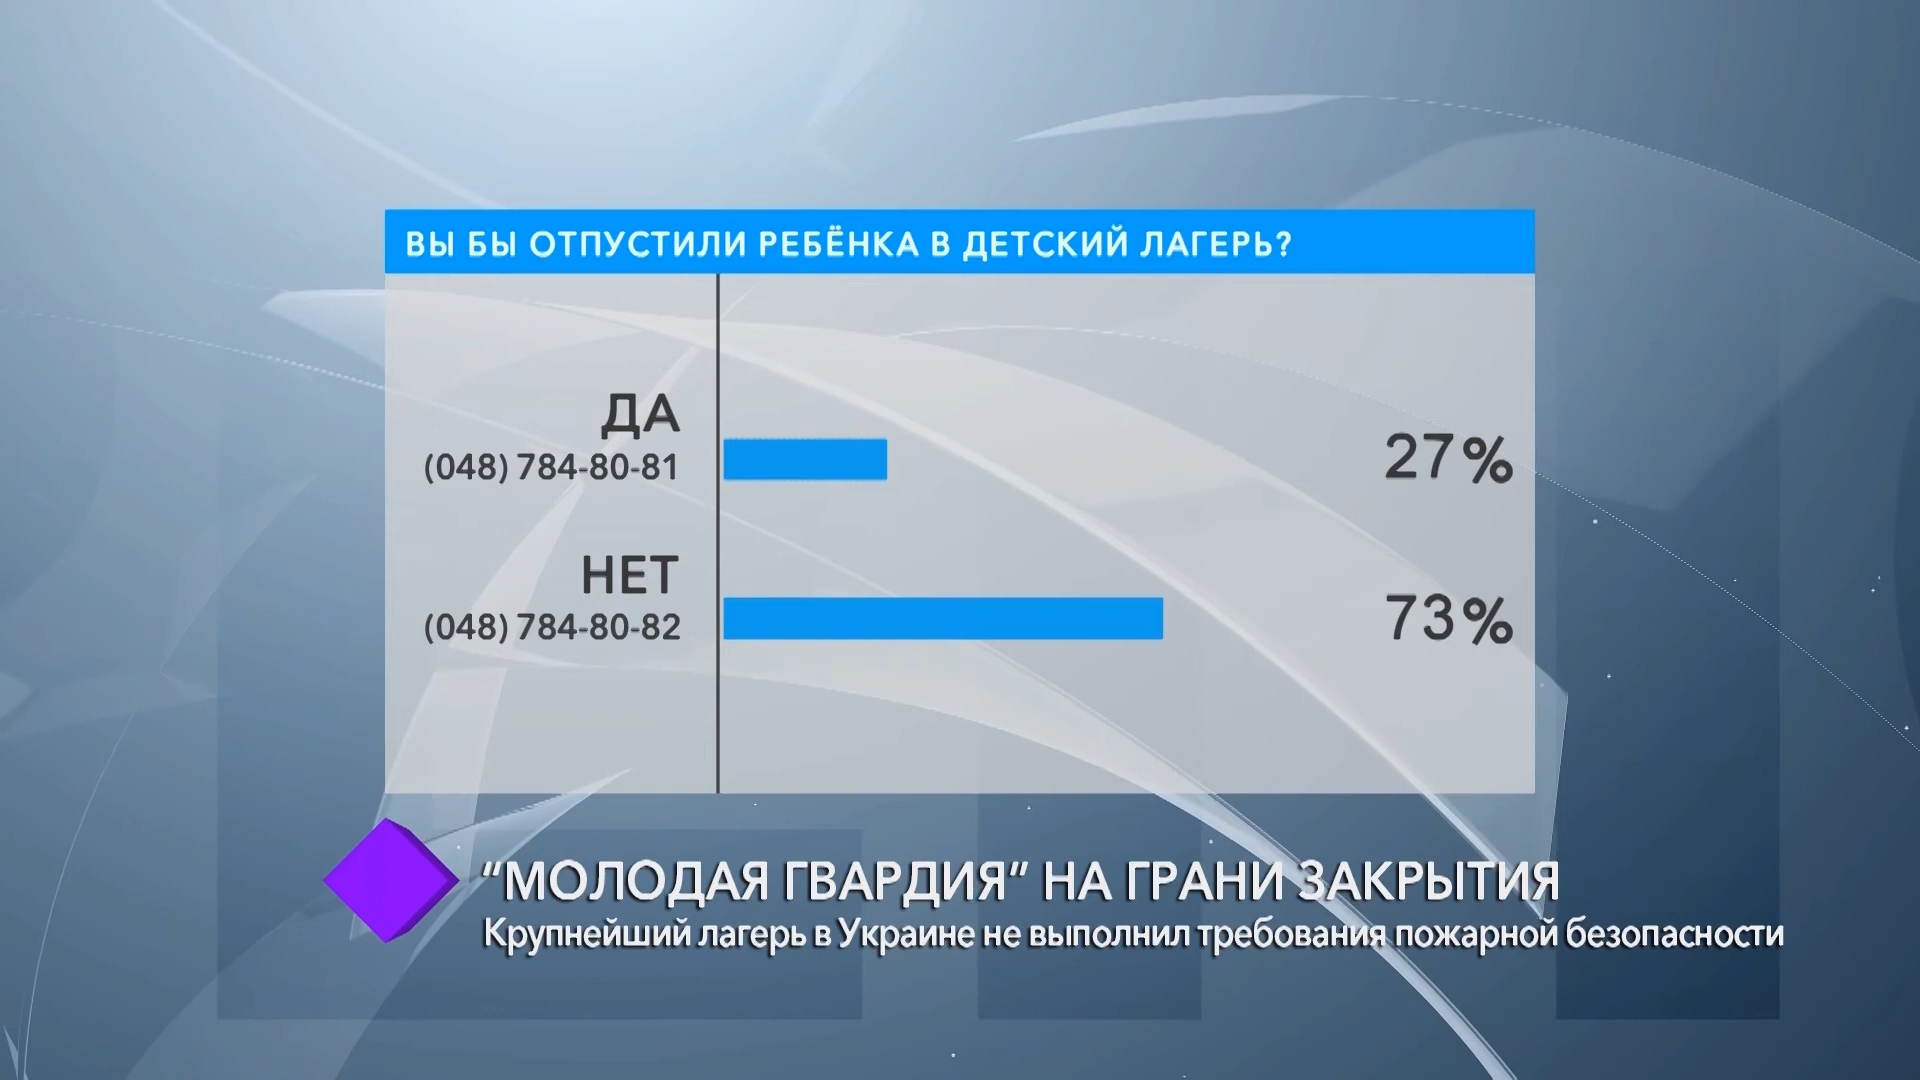 ВЫ БЫ ОТПУСТИЛИ РЕБЁНКА В ДЕТСКИЙ ЛАГЕРЬ?
ДА
(048) 784-80-81
27%
НЕТ
(048) 784-80-82
73%
“МОЛОДАЯ ГВАРДИЯ” НА ГРАНИ ЗАКРЫТИЯ
Крупнейший лагерь в Украине не выполнил требования пожарной безопасности